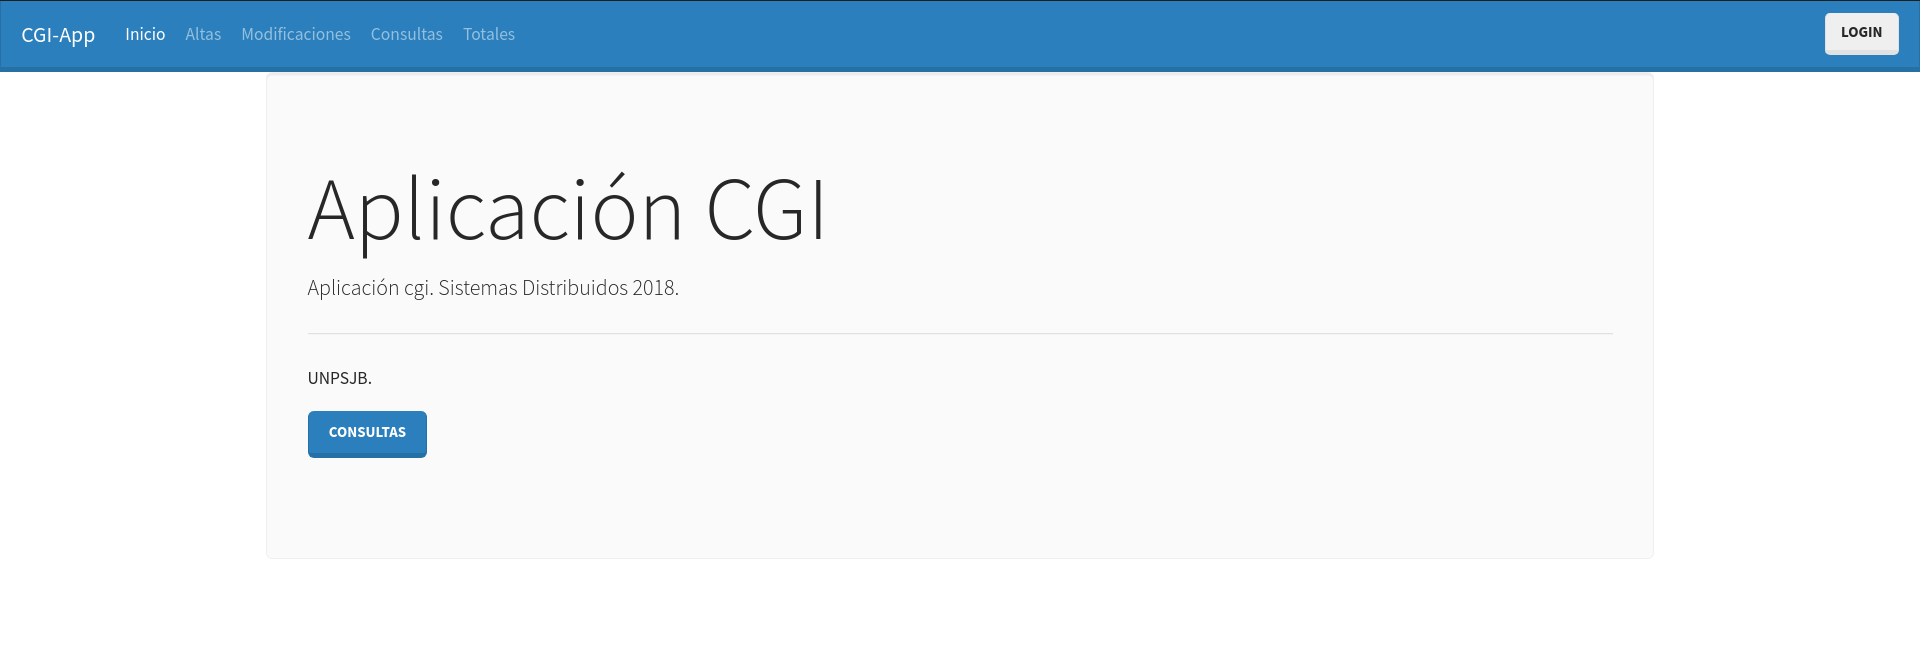 CGI-App Inicio Altas Modificaciones Consultas Totales LOGIN
Aplicación CGI
Aplicación cgi. Sistemas Distribuidos 2018.
UNPSJB.
CONSULTAS